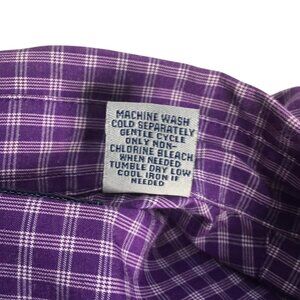 MACHINE WASH
COLD SEPARATELY
GENTLE CYCLE
ONLY NON-
CHLORINE BLEACH
WHEN NEEDED
TUMBLE DRY LOW
COOL IRON IF
NEEDED